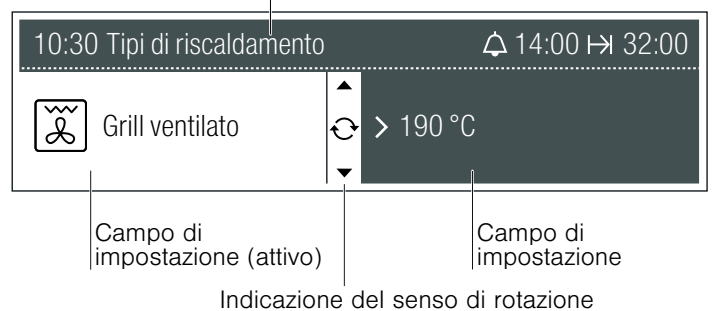 10:30 Tipi di riscaldamento 14:00 32:00
Grill ventilato > 190 °C
Campo di
impostazione (attivo)
Campo di
impostazione
Indicazione del senso di rotazione